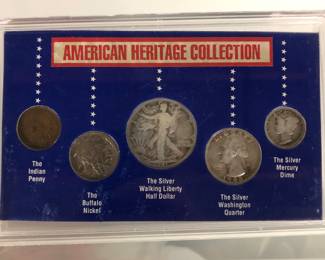 AMERICAN HERITAGE COLLECTION
The
Indian
Penny
The
Buffalo
Nickel
The Silver
Walking Liberty
Half Dollar
The Silver
Washington
Quarter
The Silver
Mercury
Dime